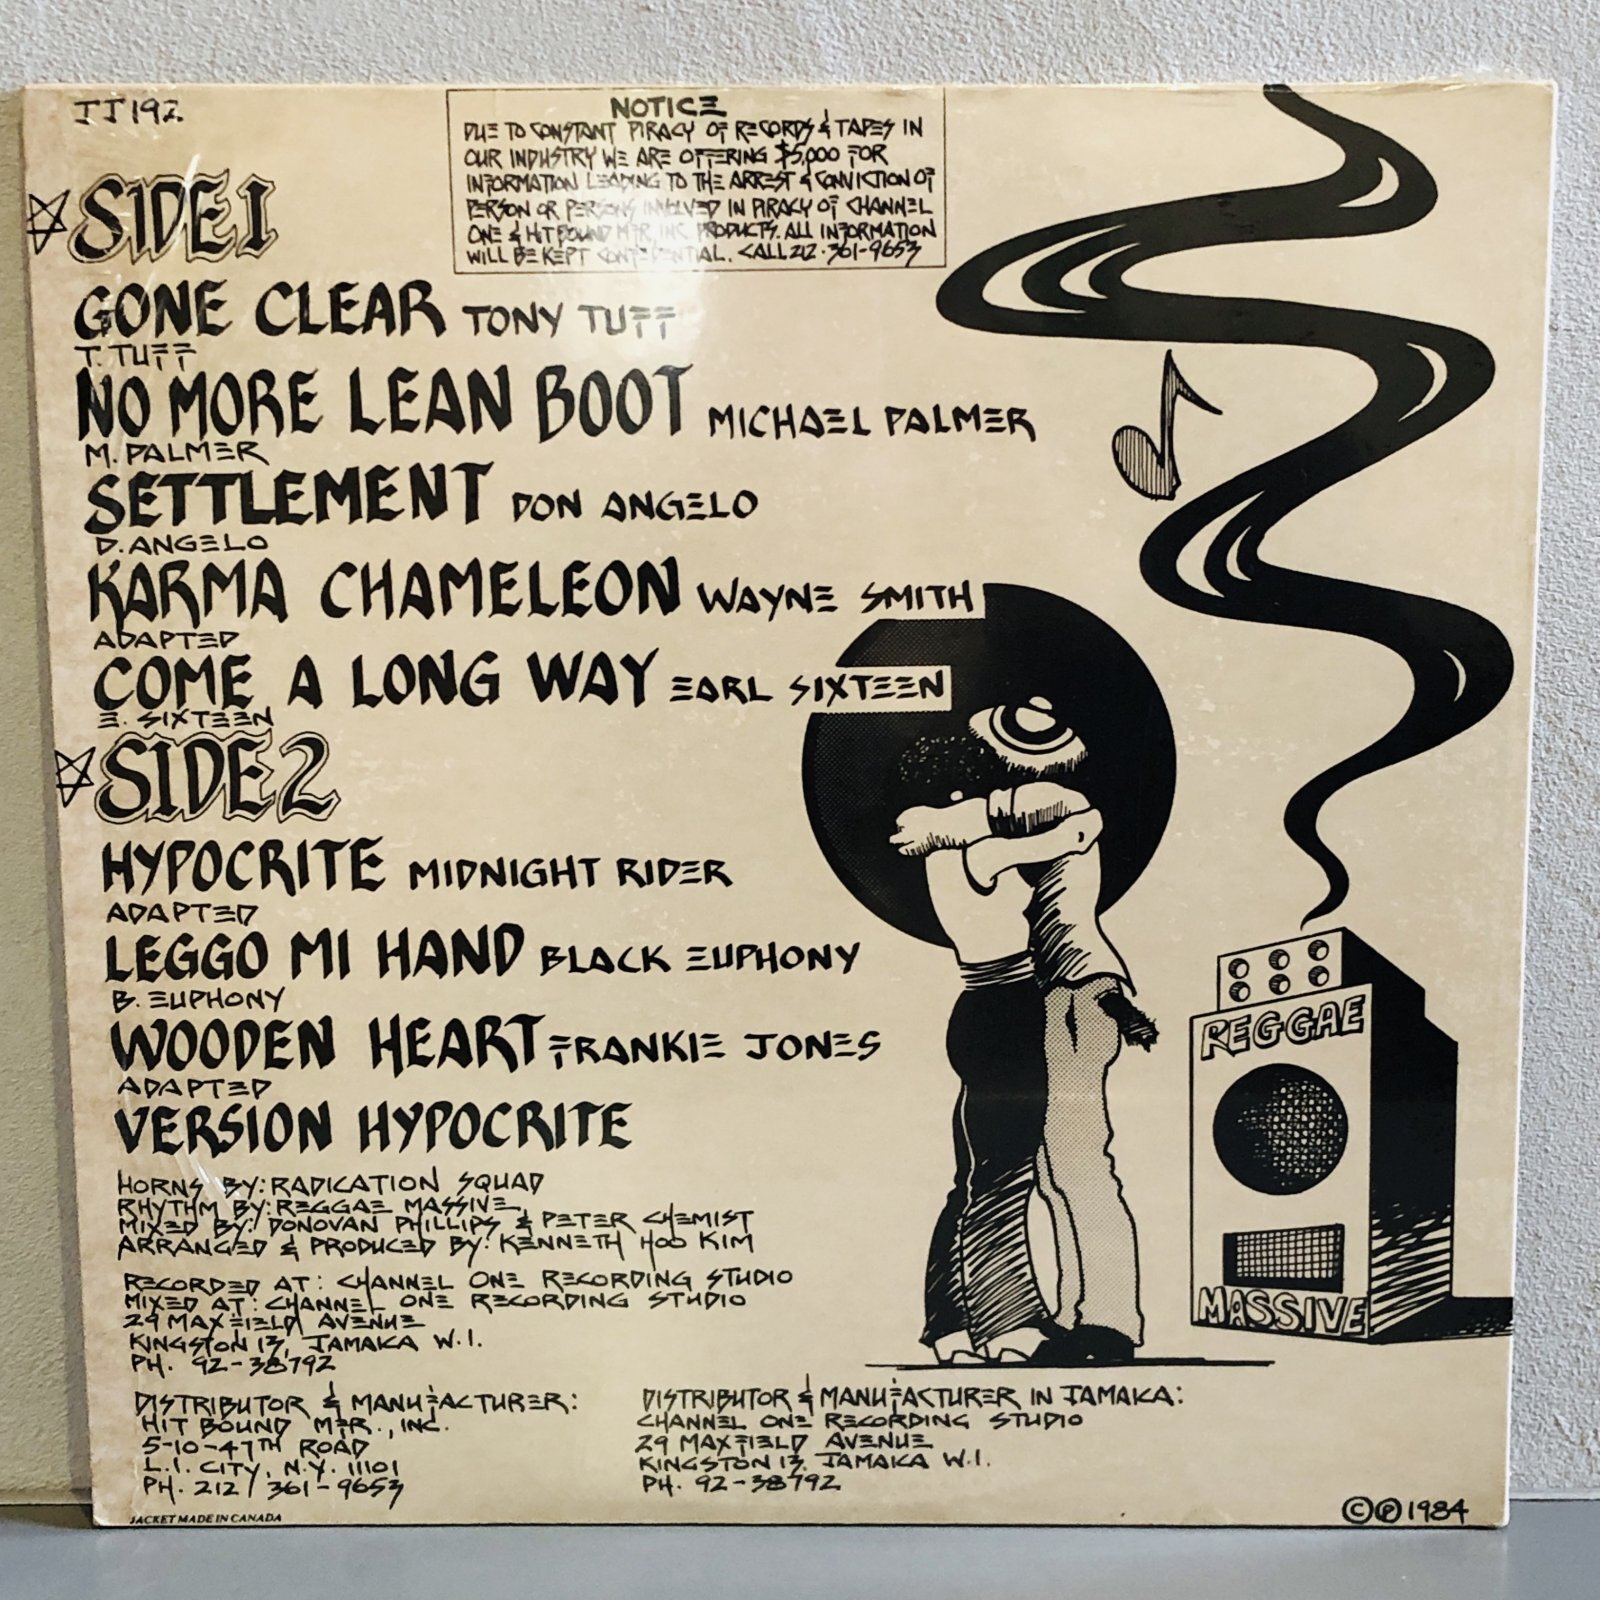 JJ192
NOTICE
DUE TO CONSTANT PIRACY OF RECORDS & TAPES IN
OUR INDUSTRY WE ARE OFFERING $5,000 FOR
INFORMATION LEADING TO THE ARREST & CONVICTION OF
PERSON OR PERSONS INVOLVED IN PIRACY OF CHANNEL
ONE & HIT BOUND MFR, INC. PRODUCTS. ALL INFORMATION
WILL BE KEPT CONFIDENTIAL. CALL 212·361-9653
SIDE 1
GONE CLEAR TONY TUFF
T. TUFF
NO MORE LEAN BOOT MICHAEL PALMER
M. PALMER
SETTLEMENT DON ANGELO
D. ANGELO
KARMA CHAMELEON WAYNE SMITH
ADAPTED
COME A LONG WAY EARL SIXTEEN
E. SIXTEEN
SIDE 2
HYPOCRITE MIDNIGHT RIDER
ADAPTED
LEGGO MI HAND BLACK EUPHONY
B. EUPHONY
WOODEN HEART FRANKIE JONES
ADAPTED
VERSION HYPOCRITE
HORNS BY: RADICATION SQUAD
RHYTHM BY: REGGAE MASSIVE,
MIXED BY: DONOVAN PHILLIPS & PETER CHEMIST
ARRANGED & PRODUCED BY: KENNETH HOO KIM
RECORDED AT: CHANNEL ONE RECORDING STUDIO
MIXED AT: CHANNEL ONE RECORDING STUDIO
29 MAXFIELD AVENUE
KINGSTON 13, JAMAICA W.I.
PH. 92-38792
DISTRIBUTOR & MANUFACTURER:
HIT BOUND MFR., INC.
5-10-47TH ROAD
L.I. CITY, N.Y. 11101
PH. 212/361-9653
DISTRIBUTOR & MANUFACTURER IN JAMAICA:
CHANNEL ONE RECORDING STUDIO
29 MAXFIELD AVENUE
KINGSTON 13. JAMAICA W.I.
PH. 92-38792
REGGAE
MASSIVE
JACKET MADE IN CANADA
©℗1984